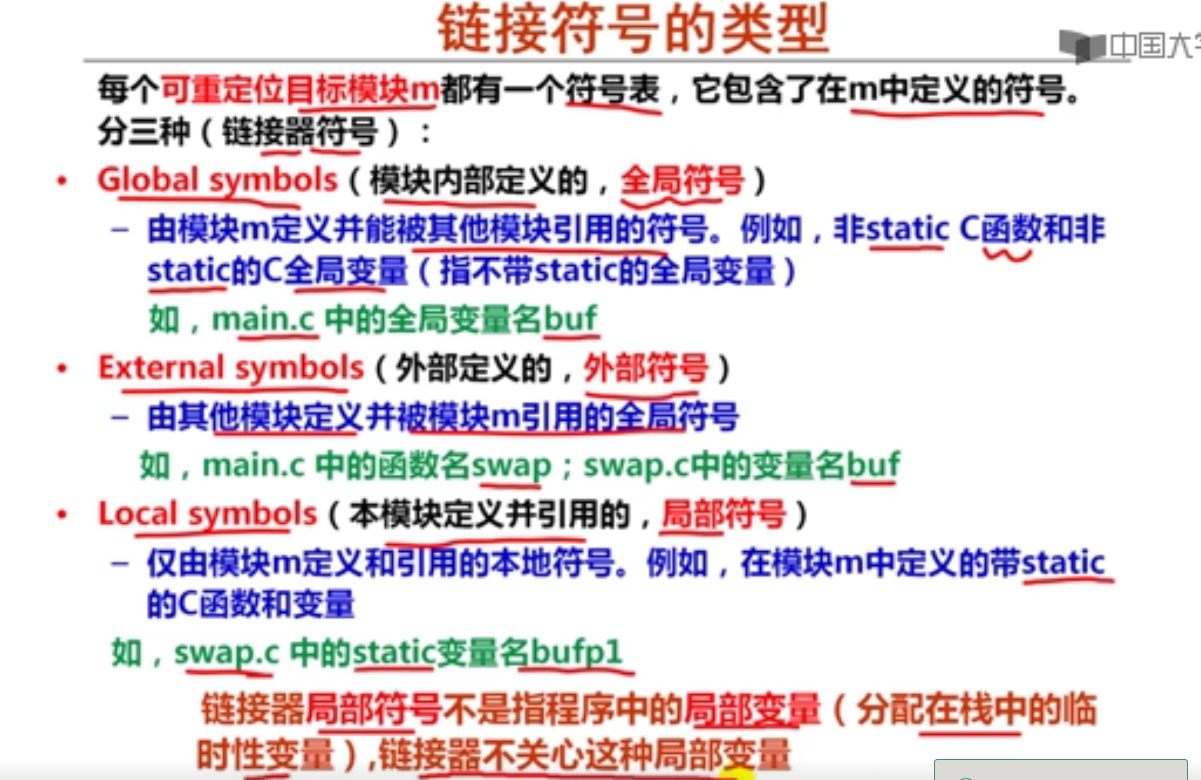 链接符号的类型
中国大
每个可重定位目标模块m都有一个符号表，它包含了在m中定义的符号。
分三种（链接器符号）：
• Global symbols（模块内部定义的，全局符号）
– 由模块m定义并能被其他模块引用的符号。例如，非static C函数和非
static的C全局变量（指不带static的全局变量）
如，main.c 中的全局变量名buf
• External symbols（外部定义的，外部符号）
– 由其他模块定义并被模块m引用的全局符号
如，main.c 中的函数名swap；swap.c中的变量名buf
• Local symbols（本模块定义并引用的，局部符号）
– 仅由模块m定义和引用的本地符号。例如，在模块m中定义的带static
的C函数和变量
如，swap.c 中的static变量名bufp1
链接器局部符号不是指程序中的局部变量（分配在栈中的临
时性变量）,链接器不关心这种局部变量